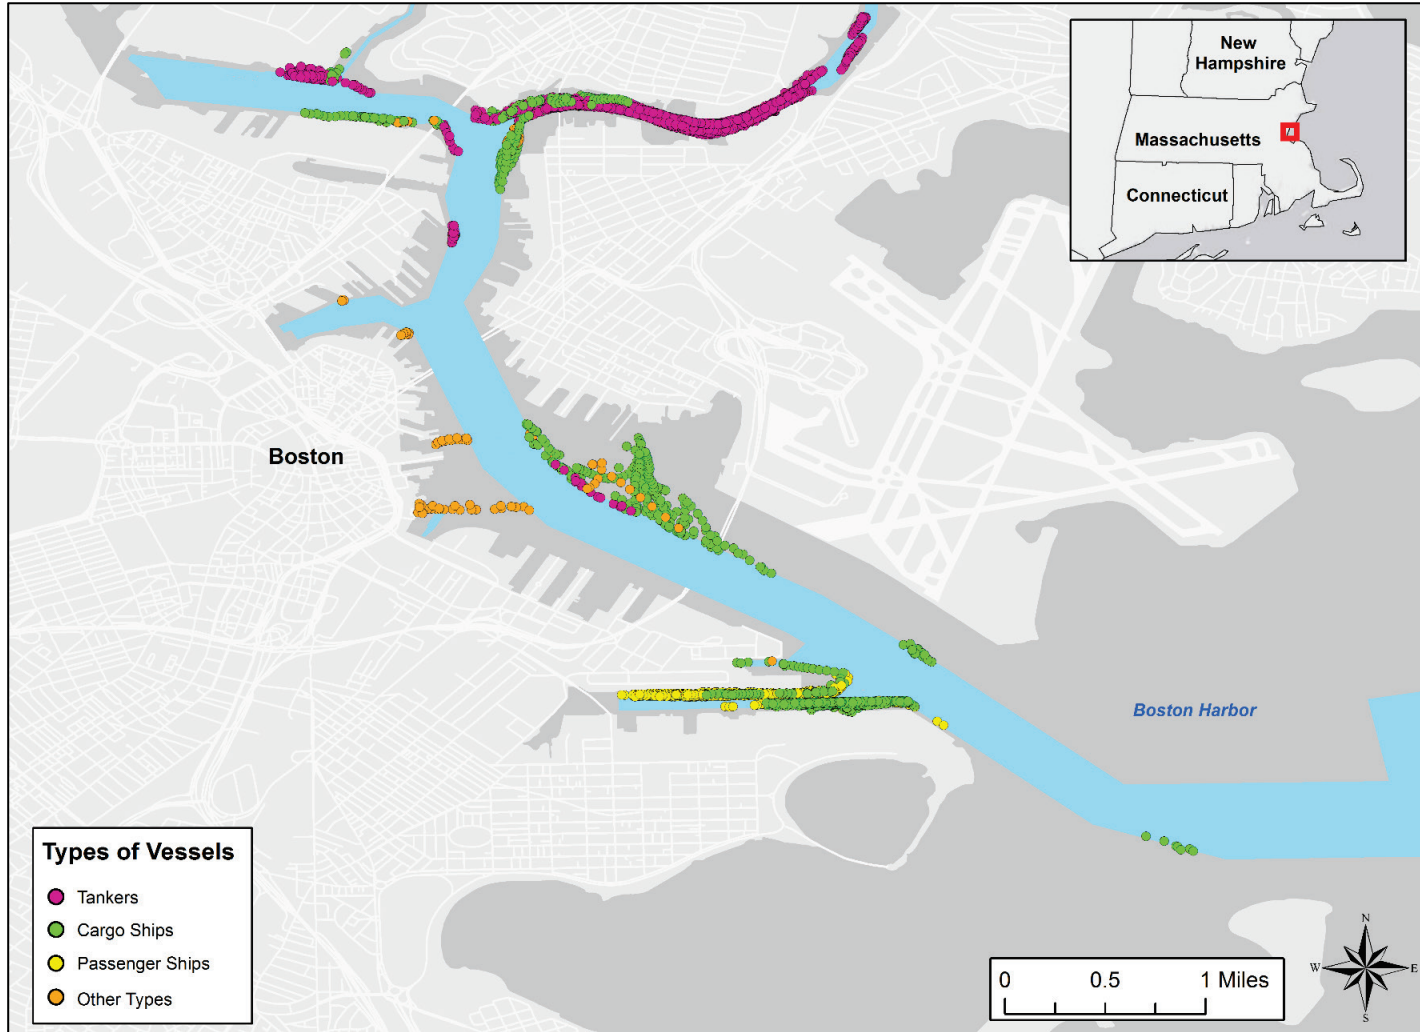 New
Hampshire
Massachusetts
Connecticut
Boston
Boston Harbor
Types of Vessels
Tankers
Cargo Ships
Passenger Ships
Other Types
0 0.5 1 Miles
N
W E
S